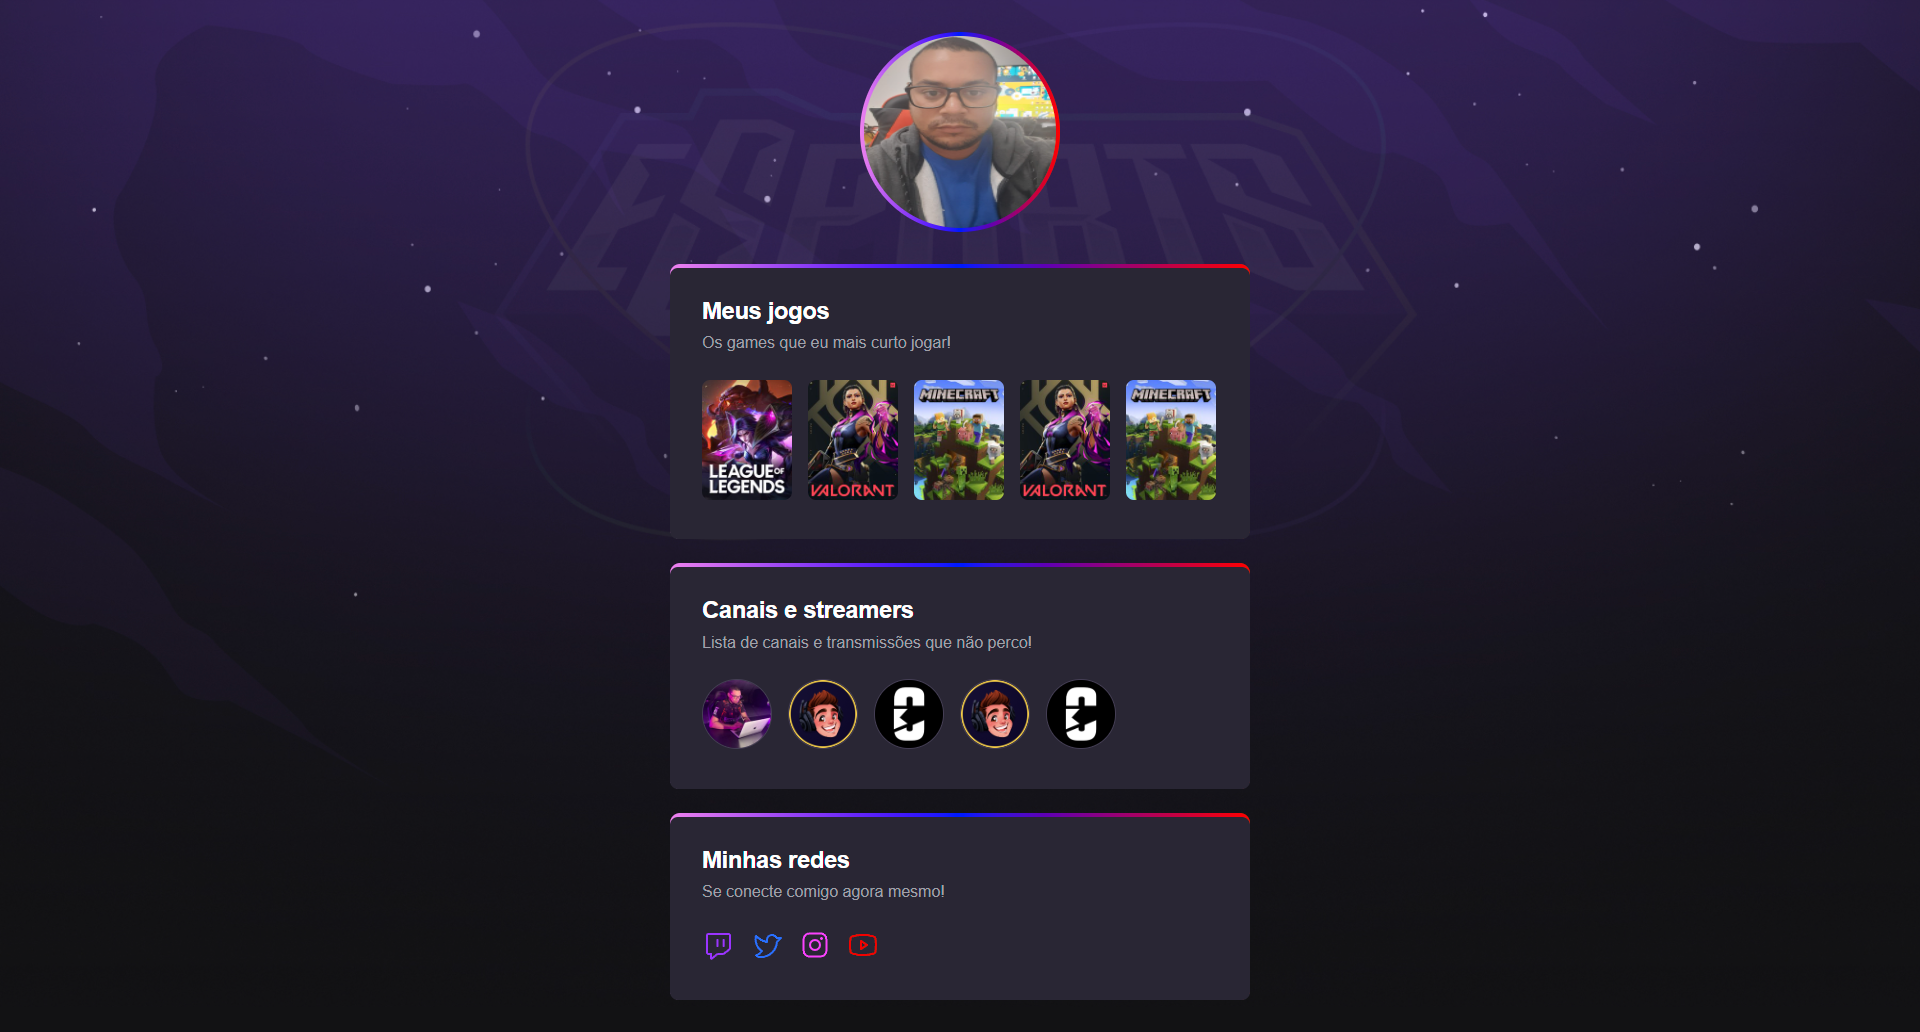 ESPORTS
Meus jogos
Os games que eu mais curto jogar!
LEAGUE OF
LEGENDS
VALORANT
MINECRAFT
VALORANT
MINECRAFT
Canais e streamers
Lista de canais e transmissões que não perco!
Minhas redes
Se conecte comigo agora mesmo!